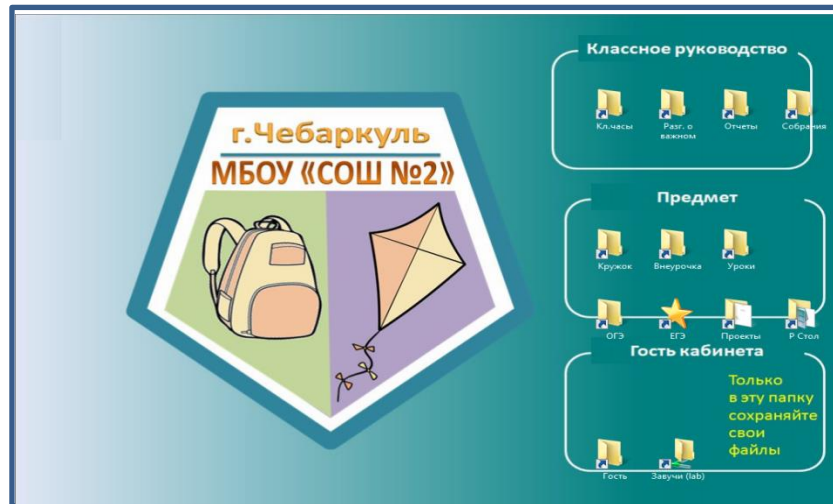 г.Чебаркуль
МБОУ «СОШ №2»
Классное руководство
Кл.часы
Разг. о
важном
Отчеты
Собрания
Предмет
Кружок
Внеурочка
Уроки
ОГЭ
ЕГЭ
Проекты
Р Стол
Гость кабинета
Только
в эту папку
сохраняйте
свои
файлы
Гость
Завучи (lab)